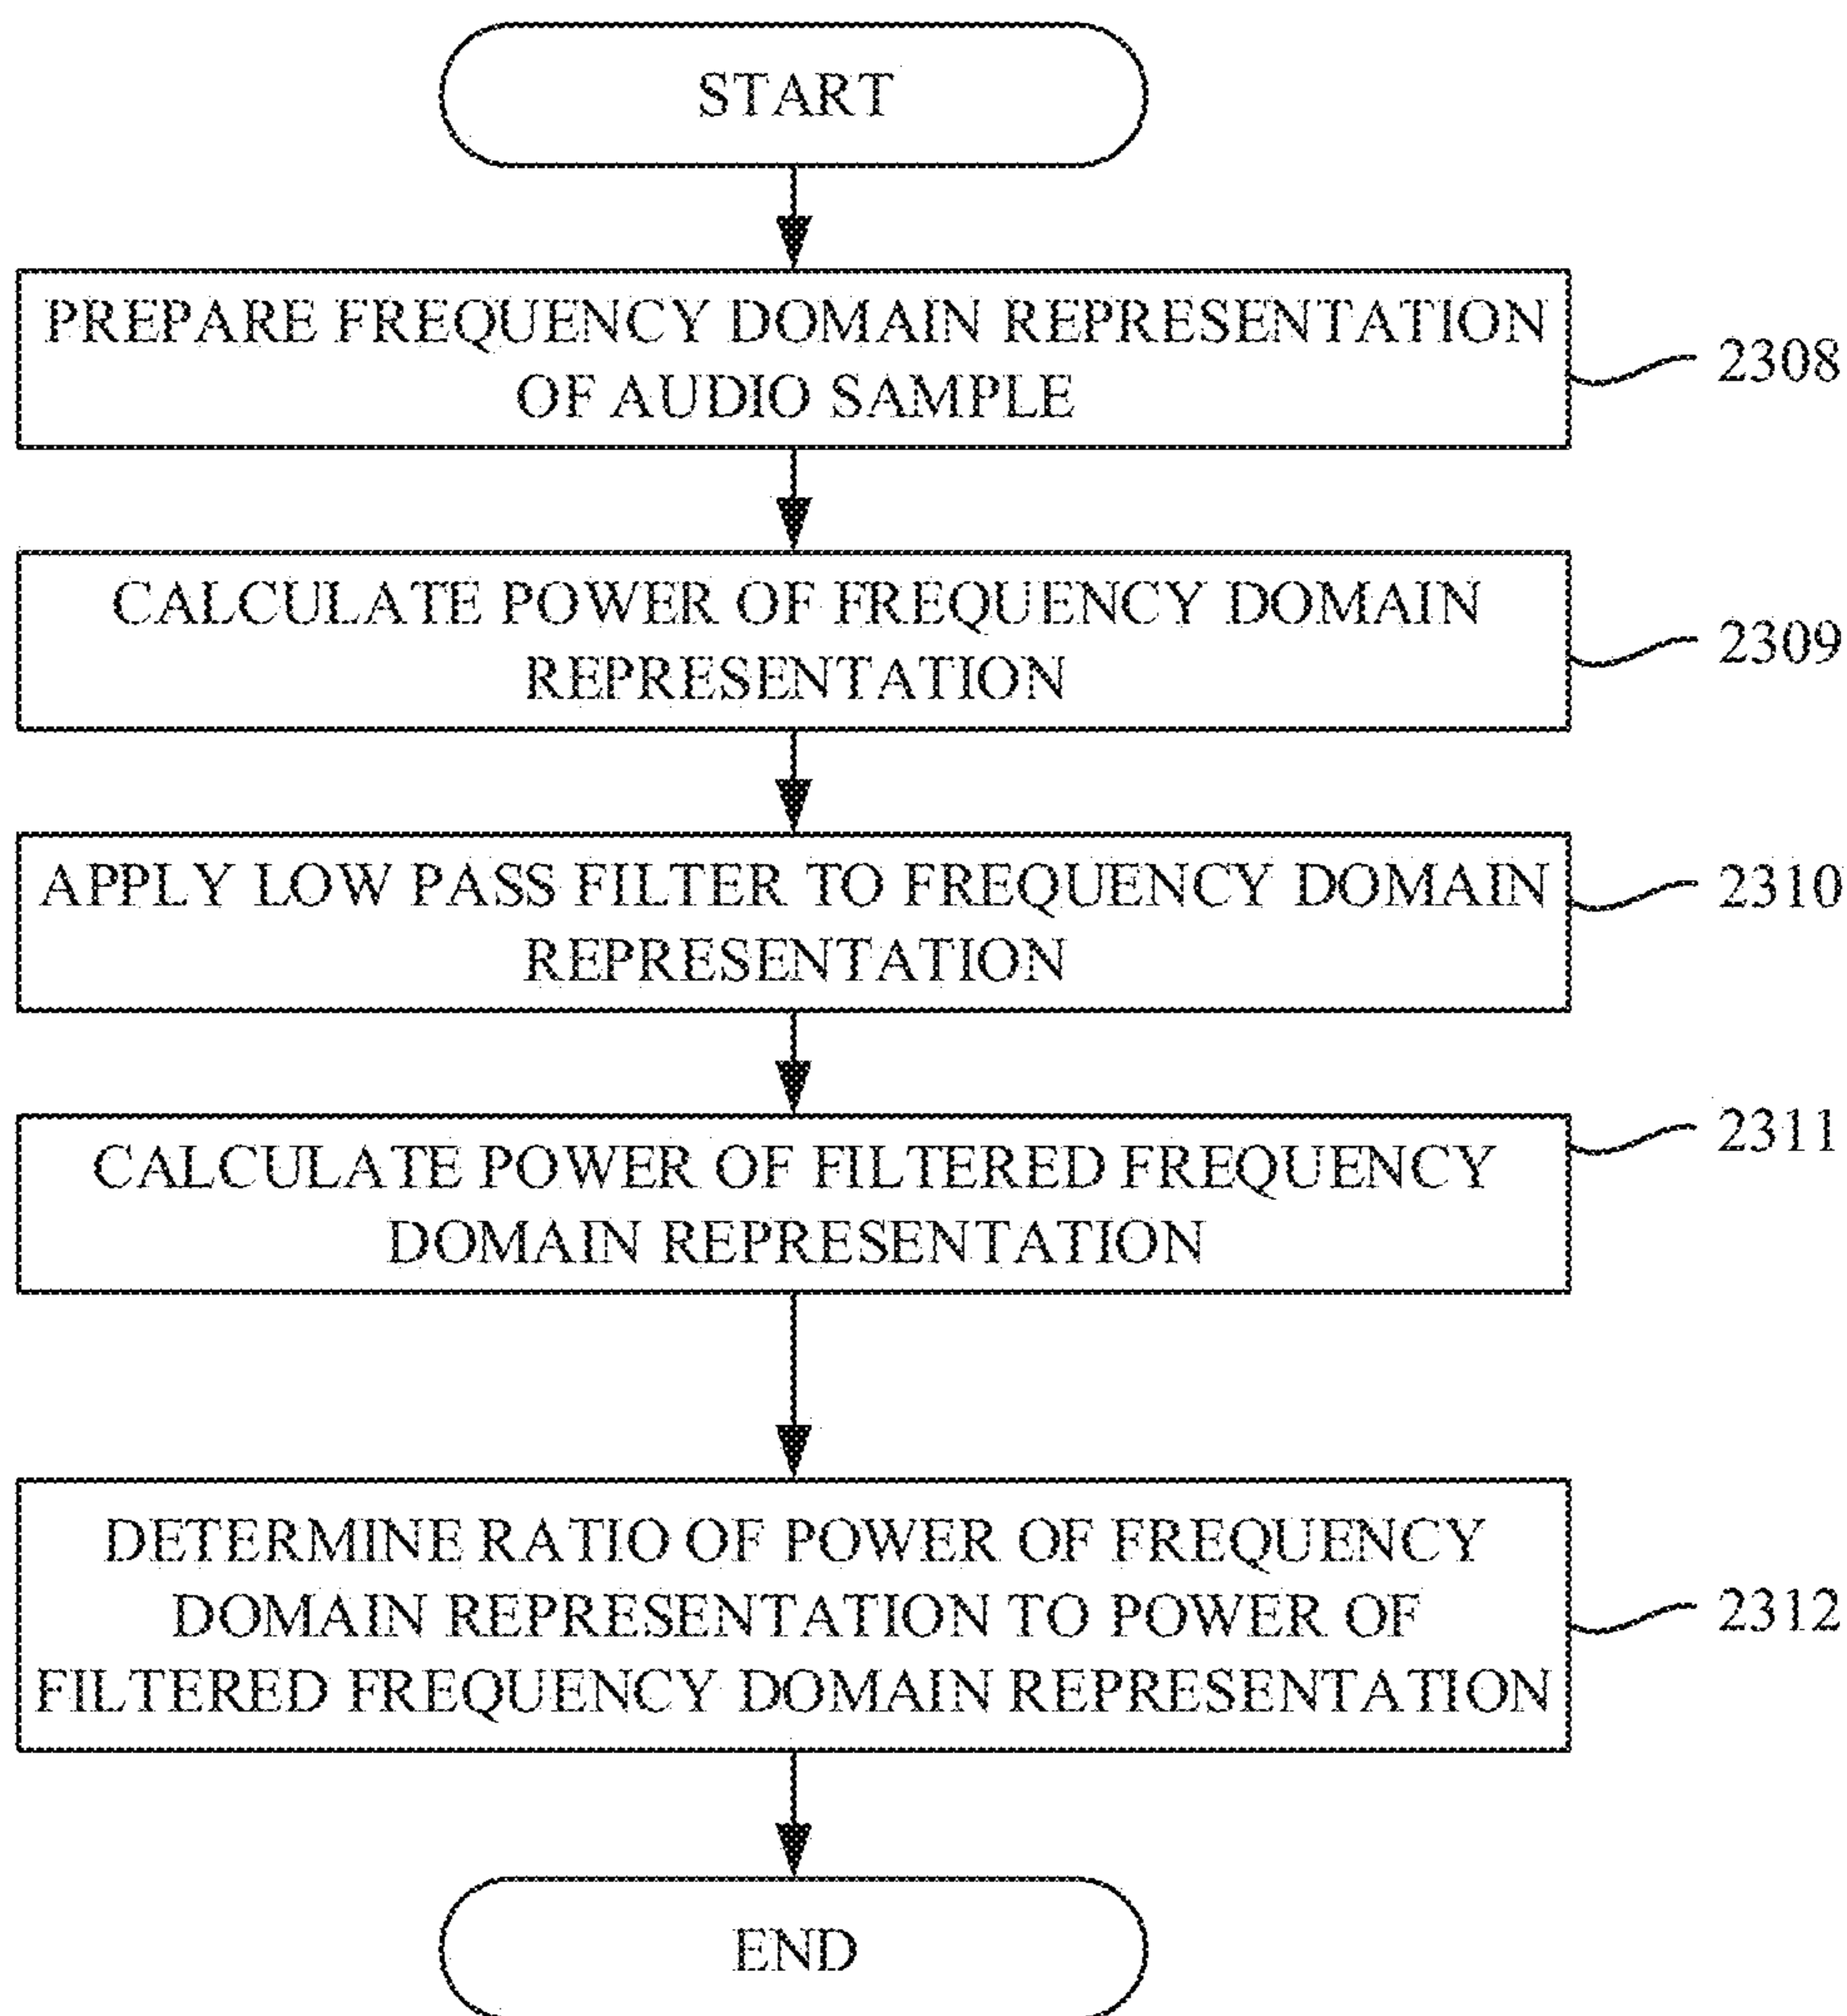 START
PREPARE FREQUENCY DOMAIN REPRESENTATION
OF AUDIO SAMPLE
2308
CALCULATE POWER OF FREQUENCY DOMAIN
REPRESENTATION
2309
APPLY LOW PASS FILTER TO FREQUENCY DOMAIN
REPRESENTATION
2310
CALCULATE POWER OF FILTERED FREQUENCY
DOMAIN REPRESENTATION
2311
DETERMINE RATIO OF POWER OF FREQUENCY
DOMAIN REPRESENTATION TO POWER OF
FILTERED FREQUENCY DOMAIN REPRESENTATION
2312
END